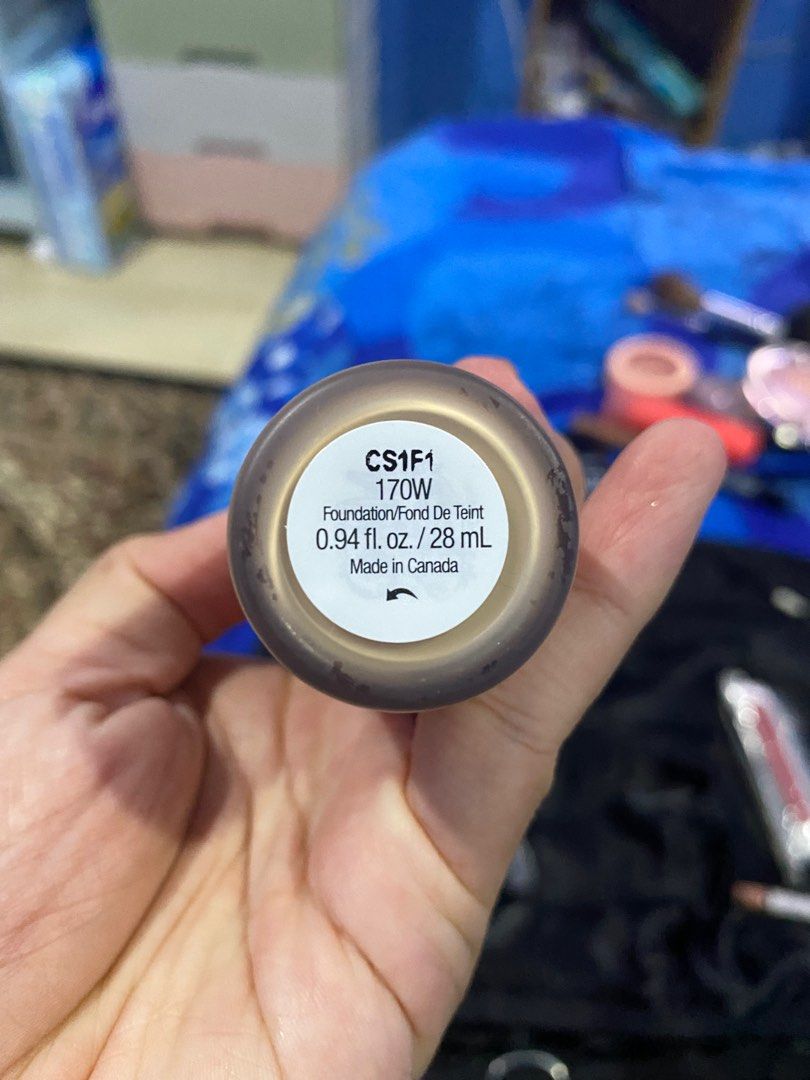 CS1F1
170W
Foundation/Fond De Teint
0.94 fl. oz. / 28 mL
Made in Canada